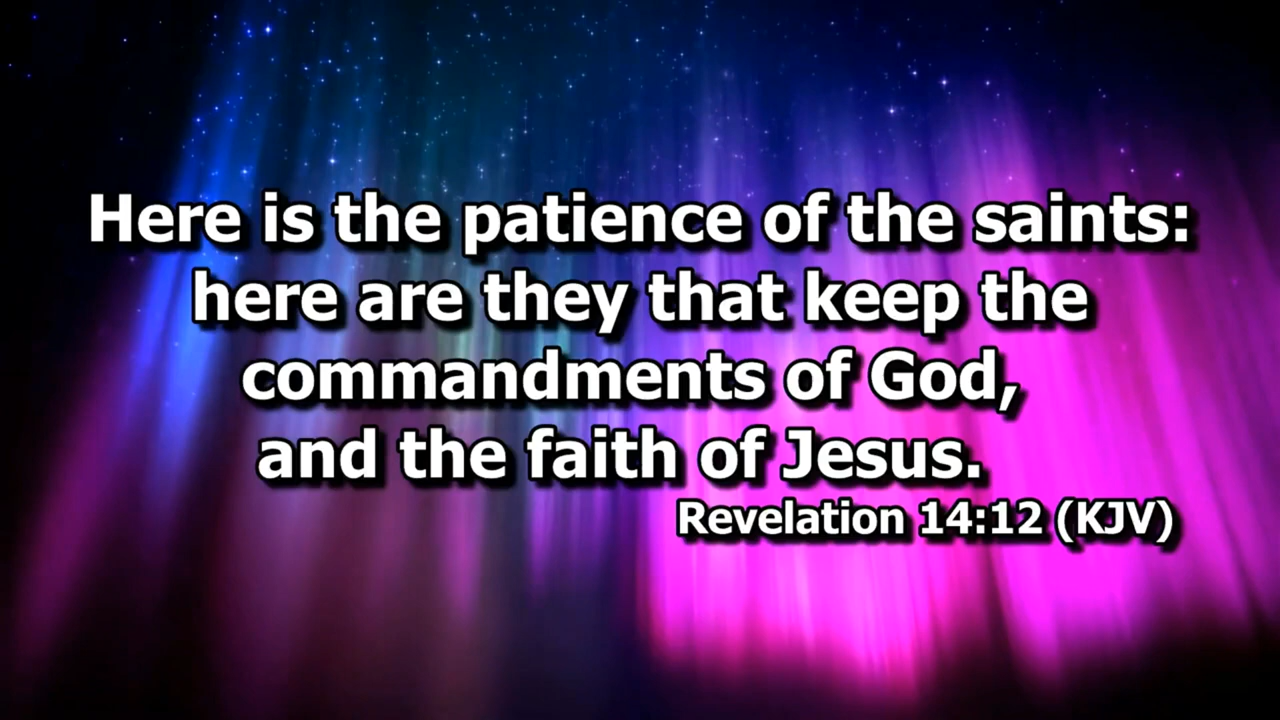 Here is the patience of the saints:
here are they that keep the
commandments of God,
and the faith of Jesus.
Revelation 14:12 (KJV)